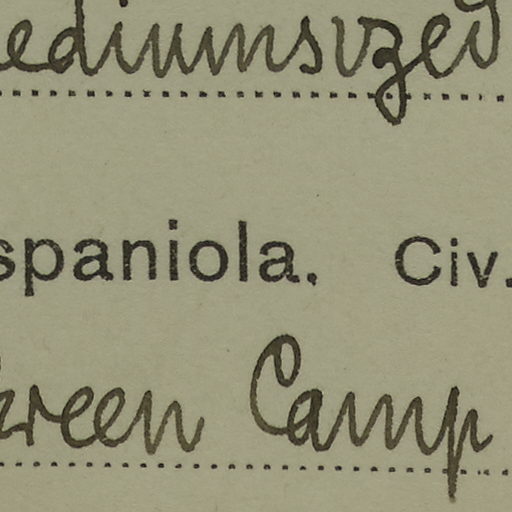 ediumsized
spaniola. Civ.
reen Camp